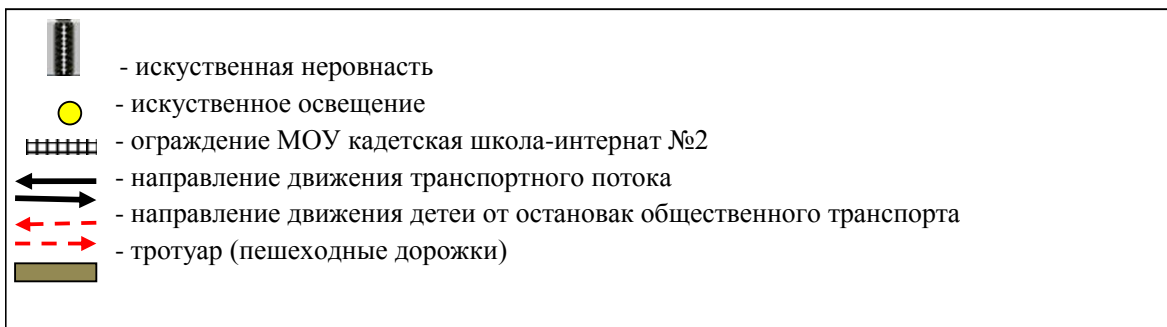 - искуственная неровнасть
- искуственное освещение
- ограждение МОУ кадетская школа-интернат №2
- направление движения транспортного потока
- направление движения детеи от остановак общественного транспорта
- тротуар (пешеходные дорожки)